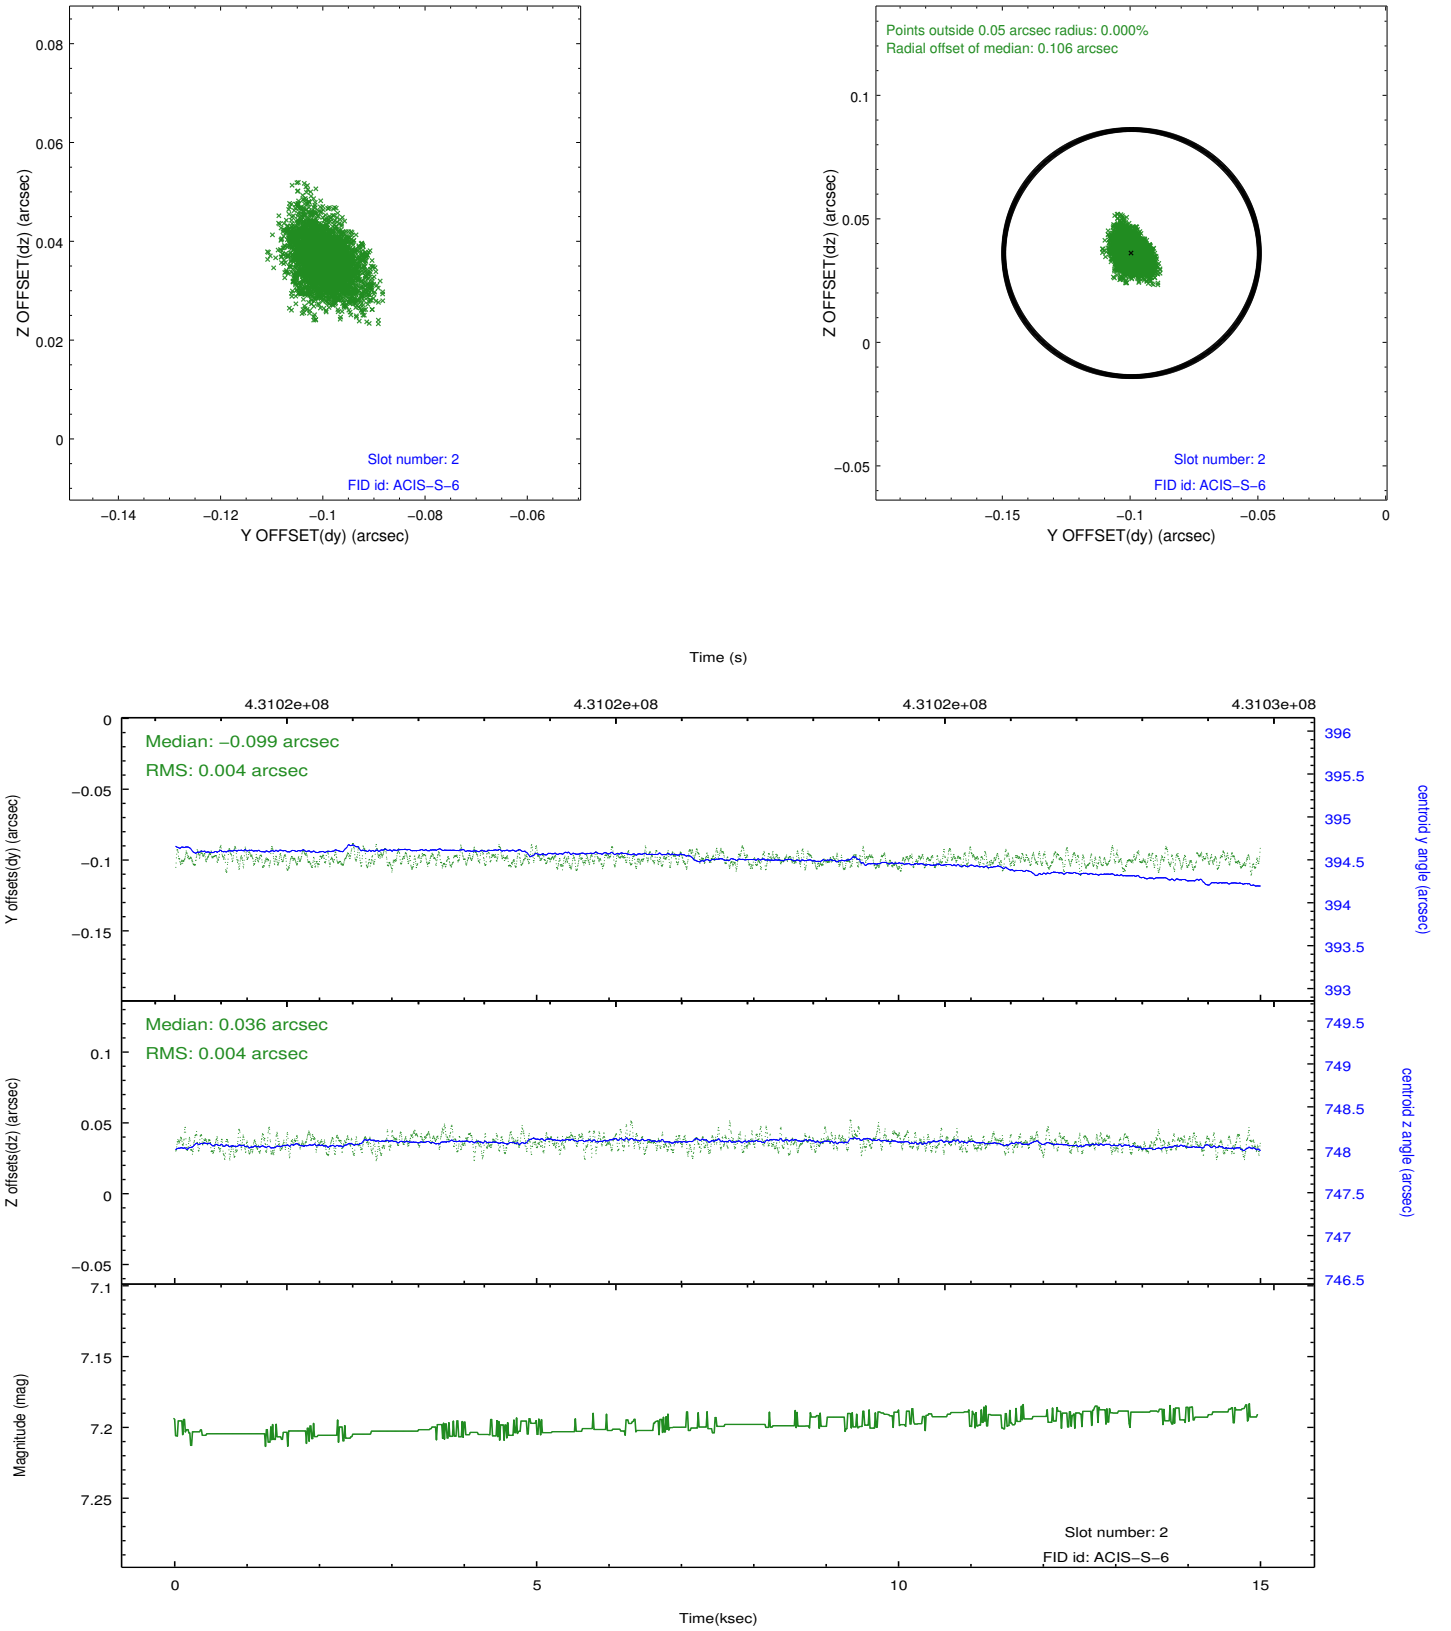 0.08
0.06
0.04
0.02
0
Z OFFSET(dz) (arcsec)
Slot number: 2
FID id: ACIS−S−6
−0.14
−0.12
−0.1
−0.08
−0.06
Y OFFSET(dy) (arcsec)
Points outside 0.05 arcsec radius: 0.000%
Radial offset of median: 0.106 arcsec
0.1
0.05
0
−0.05
Z OFFSET(dz) (arcsec)
Slot number: 2
FID id: ACIS−S−6
−0.15
−0.1
−0.05
0
Y OFFSET(dy) (arcsec)
Time (s)
4.3102e+08
4.3102e+08
4.3102e+08
4.3103e+08
Median: −0.099 arcsec
RMS: 0.004 arcsec
0
−0.05
−0.1
−0.15
Y offsets(dy) (arcsec)
396
395.5
395
394.5
394
393.5
393
centroid y angle (arcsec)
Median: 0.036 arcsec
RMS: 0.004 arcsec
0.1
0.05
0
−0.05
Z offsets(dz) (arcsec)
749.5
749
748.5
748
747.5
747
746.5
centroid z angle (arcsec)
7.1
7.15
7.2
7.25
Magnitude (mag)
Slot number: 2
FID id: ACIS−S−6
0
5
10
15
Time(ksec)